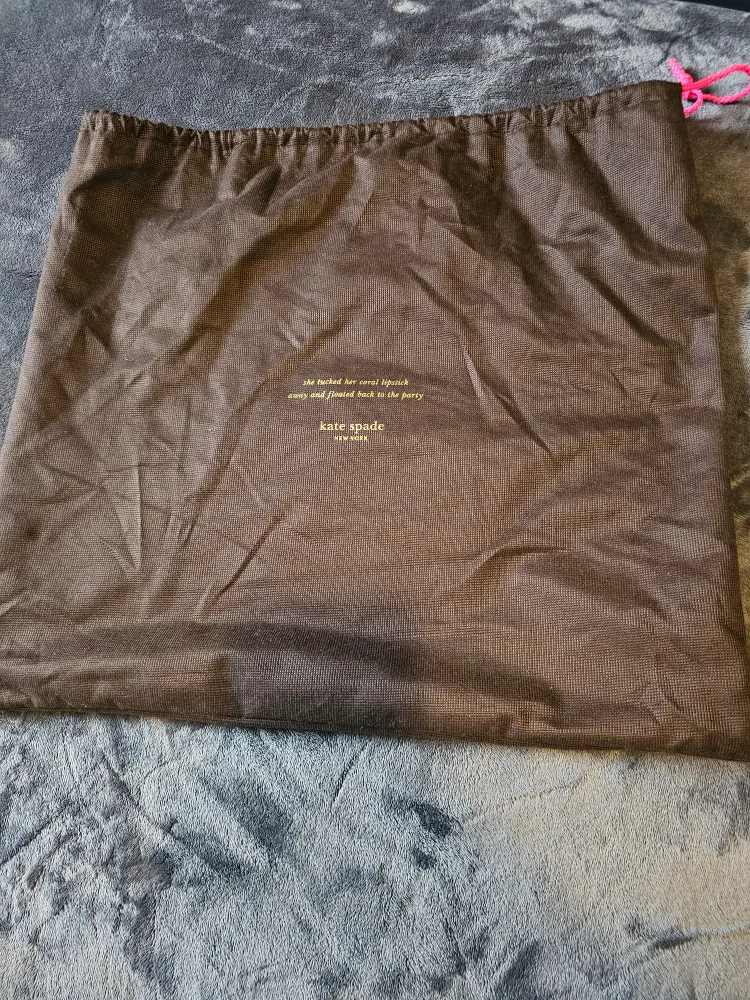 she tucked her coral lipstick
away and floated back to the party
kate spade
NEW YORK